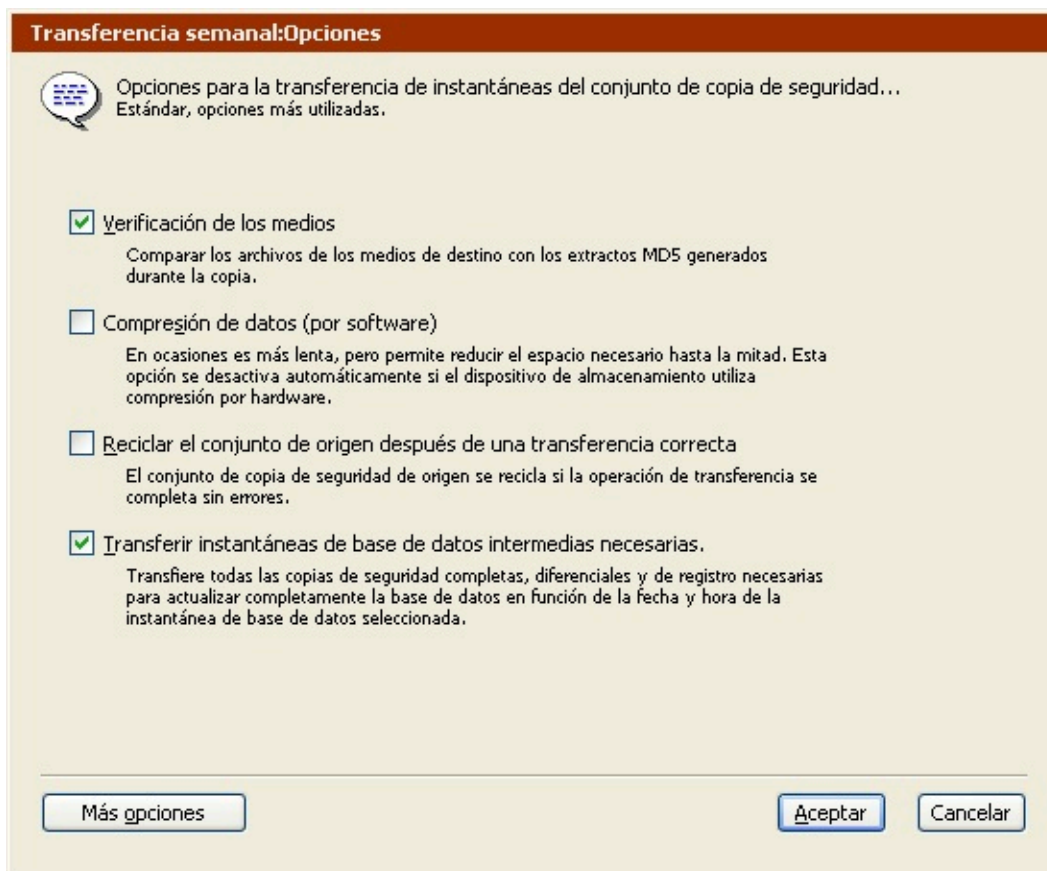 Transferencia semanal:Opciones
Opciones para la transferencia de instantáneas del conjunto de copia de seguridad...
Estándar, opciones más utilizadas.
Verificación de los medios
Comparar los archivos de los medios de destino con los extractos MD5 generados
durante la copia.
Compresión de datos (por software)
En ocasiones es más lenta, pero permite reducir el espacio necesario hasta la mitad. Esta
opción se desactiva automáticamente si el dispositivo de almacenamiento utiliza
compresión por hardware.
Reciclar el conjunto de origen después de una transferencia correcta
El conjunto de copia de seguridad de origen se recicla si la operación de transferencia se
completa sin errores.
Transferir instantáneas de base de datos intermedias necesarias.
Transfiere todas las copias de seguridad completas, diferenciales y de registro necesarias
para actualizar completamente la base de datos en función de la fecha y hora de la
instantánea de base de datos seleccionada.
Más opciones
Aceptar
Cancelar